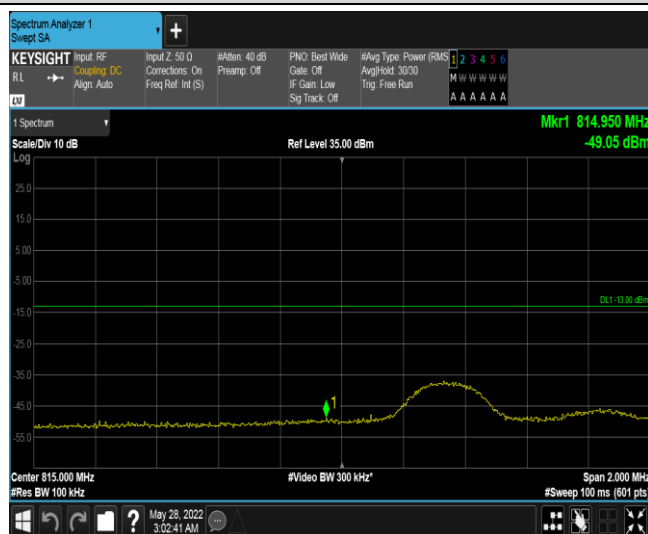 Spectrum Analyzer 1
Swept SA
KEYSIGHT
RL
LXI
Input: RF
Coupling: DC
Align: Auto
Input Z: 50 Ω
Corrections: On
Freq Ref: Int (S)
#Atten: 40 dB
Preamp: Off
PNO: Best Wide
Gate: Off
IF Gain: Low
Sig Track: Off
#Avg Type: Power (RMS
Avg|Hold: 30/30
Trig: Free Run
1 2 3 4 5 6
M W W W W W
A A A A A A
1 Spectrum
Mkr1 814.950 MHz
Scale/Div 10 dB
Ref Level 35.00 dBm
-49.05 dBm
Log
25.0
15.0
5.00
-5.00
DL1 -13.00 dBm
-15.0
-25.0
-35.0
1
-45.0
-55.0
Center 815.000 MHz
#Video BW 300 kHz*
Span 2.000 MHz
#Res BW 100 kHz
#Sweep 100 ms (601 pts)
?
May 28, 2022
3:02:41 AM